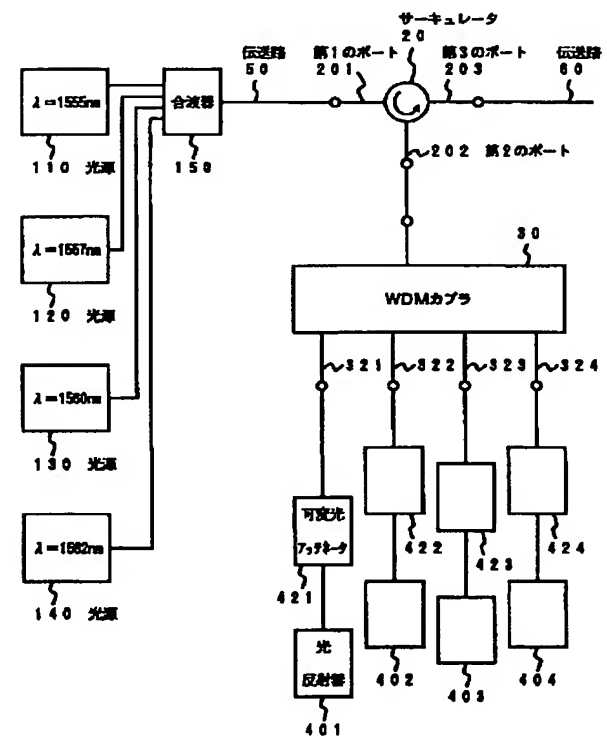 サーキュレータ
20
伝送路
50
第1のポート
201
第3のポート
203
伝送路
60
λ=1555nm
合波器
110 光源
150
202 第2のポート
λ=1557nm
120 光源
30
WDMカプラ
λ=1560nm
130 光源
321
322
323
324
可変光
アッテネータ
421
422
423
424
λ=1562nm
140 光源
光
反射器
401
402
403
404